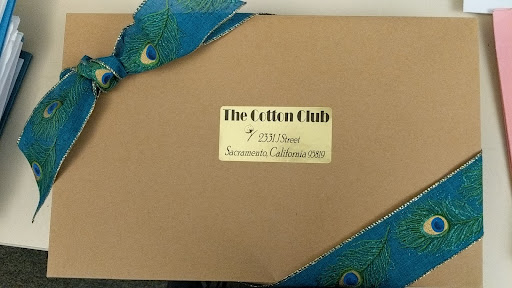 The Cotton Club
2331 J Street
Sacramento, California 95819